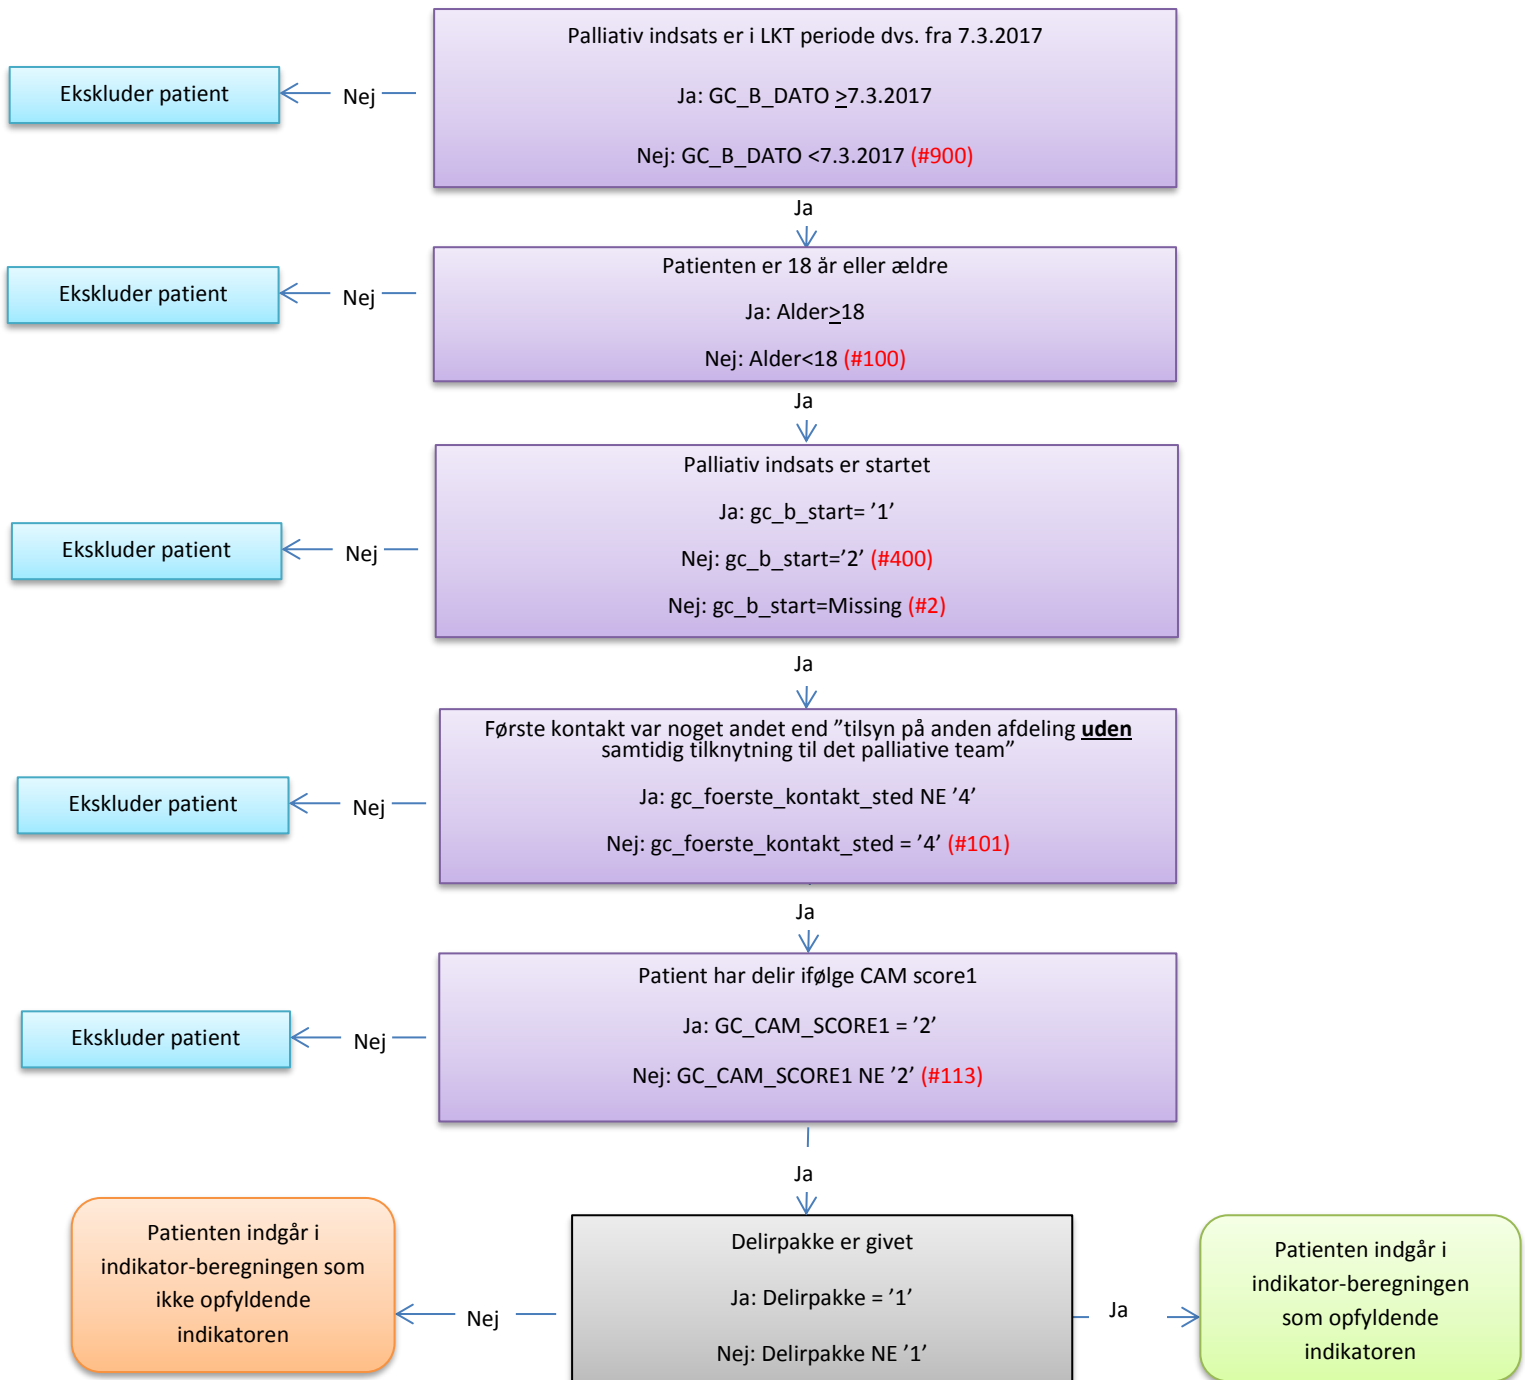 Palliativ indsats er i LKT periode dvs. fra 7.3.2017
Ja: GC_B_DATO >7.3.2017
Nej: GC_B_DATO <7.3.2017 (#900)
Ekskluder patient
Nej
Ja
Patienten er 18 år eller ældre
Ja: Alder>18
Nej: Alder<18 (#100)
Ekskluder patient
Nej
Ja
Palliativ indsats er startet
Ja: gc_b_start= ’1’
Nej: gc_b_start=’2’ (#400)
Nej: gc_b_start=Missing (#2)
Ekskluder patient
Nej
Ja
Første kontakt var noget andet end ”tilsyn på anden afdeling uden
samtidig tilknytning til det palliative team”
Ja: gc_foerste_kontakt_sted NE ’4’
Nej: gc_foerste_kontakt_sted = ’4’ (#101)
Ekskluder patient
Nej
Ja
Patient har delir ifølge CAM score1
Ja: GC_CAM_SCORE1 = ’2’
Nej: GC_CAM_SCORE1 NE ’2’ (#113)
Ekskluder patient
Nej
Ja
Delirpakke er givet
Ja: Delirpakke = ’1’
Nej: Delirpakke NE ’1’
Nej
Patienten indgår i
indikator-beregningen som
ikke opfyldende
indikatoren
Ja
Patienten indgår i
indikator-beregningen
som opfyldende
indikatoren